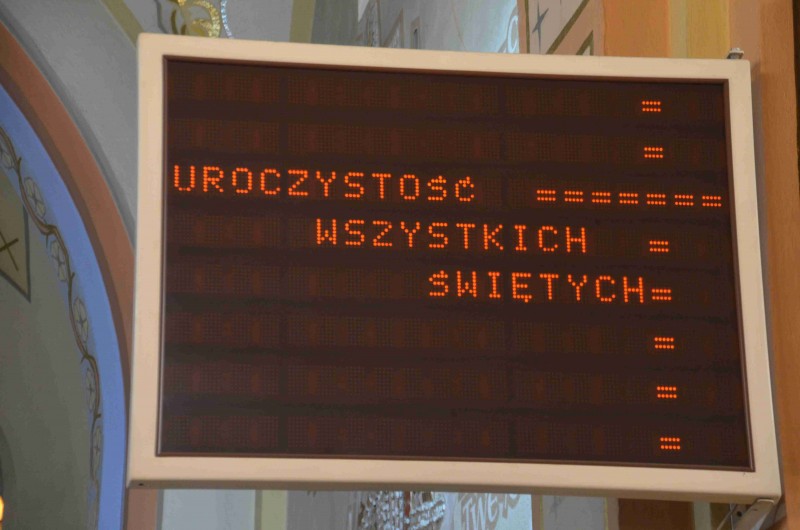 =
=
UROCZYSTOŚĆ =======
WSZYSTKICH =
ŚWIĘTYCH=
=
=
=